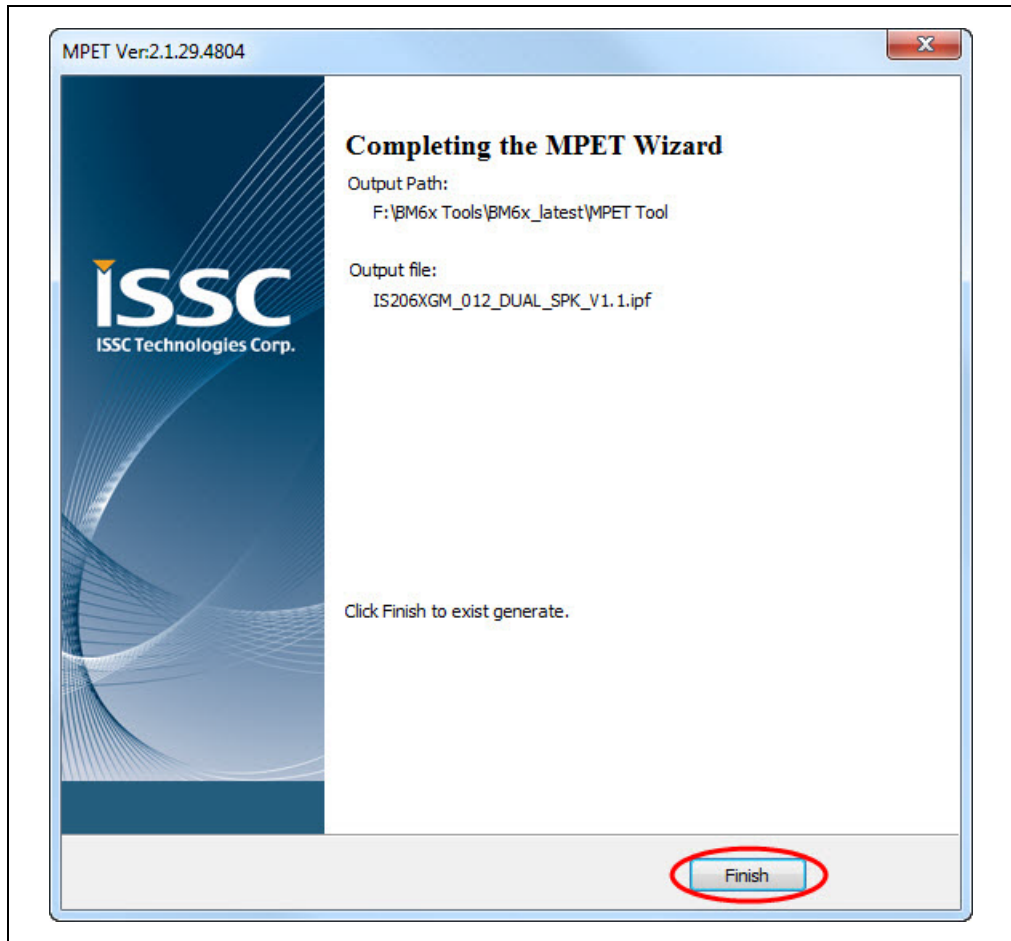 MPET Ver:2.1.29.4804
x
ISSC
ISSC Technologies Corp.
Completing the MPET Wizard
Output Path:
F:\BM6x Tools\BM6x_latest\MPET Tool
Output file:
IS206XGM_012_DUAL_SPK_V1.1.ipf
Click Finish to exist generate.
Finish